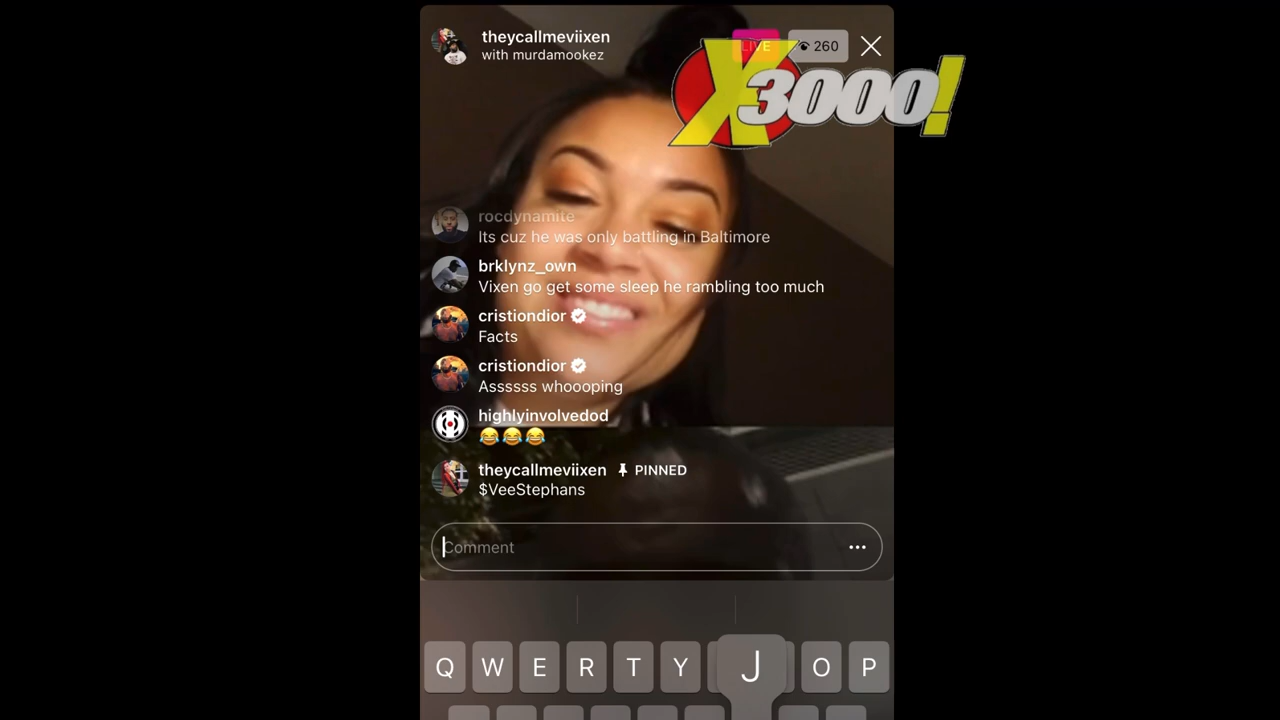 theycallmeviixen
with murdamookez
LIVE
260
X3000!
rocdynamite
Its cuz he was only battling in Baltimore
brklynz_own
Vixen go get some sleep he rambling too much
cristiondior
Facts
cristiondior
Assssss whoooping
highlyinvolvedod
😂😂😂
theycallmeviixen PINNED
$VeeStephans
Comment
Q W E R T Y J O P